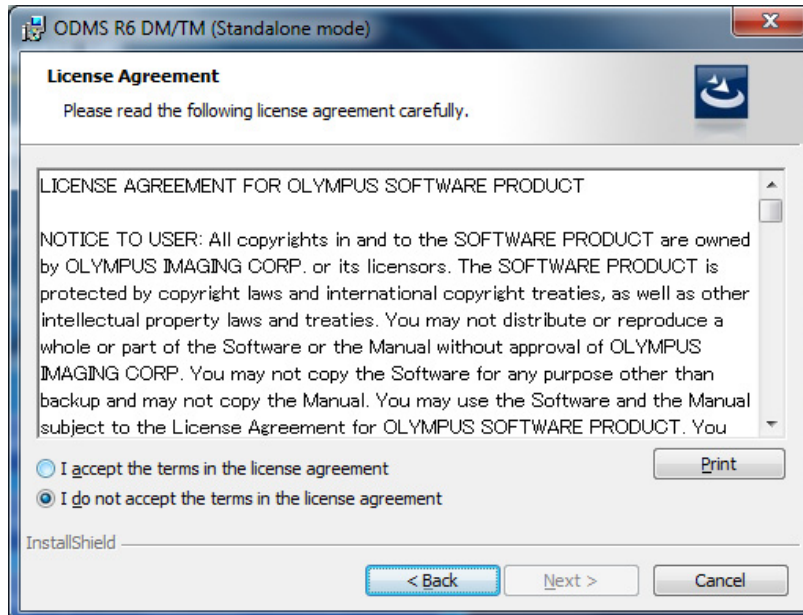 ODMS R6 DM/TM (Standalone mode)
License Agreement
Please read the following license agreement carefully.
LICENSE AGREEMENT FOR OLYMPUS SOFTWARE PRODUCT
NOTICE TO USER: All copyrights in and to the SOFTWARE PRODUCT are owned
by OLYMPUS IMAGING CORP. or its licensors. The SOFTWARE PRODUCT is
protected by copyright laws and international copyright treaties, as well as other
intellectual property laws and treaties. You may not distribute or reproduce a
whole or part of the Software or the Manual without approval of OLYMPUS
IMAGING CORP. You may not copy the Software for any purpose other than
backup and may not copy the Manual. You may use the Software and the Manual
subject to the License Agreement for OLYMPUS SOFTWARE PRODUCT. You
I accept the terms in the license agreement
Print
I do not accept the terms in the license agreement
InstallShield
< Back
Next >
Cancel